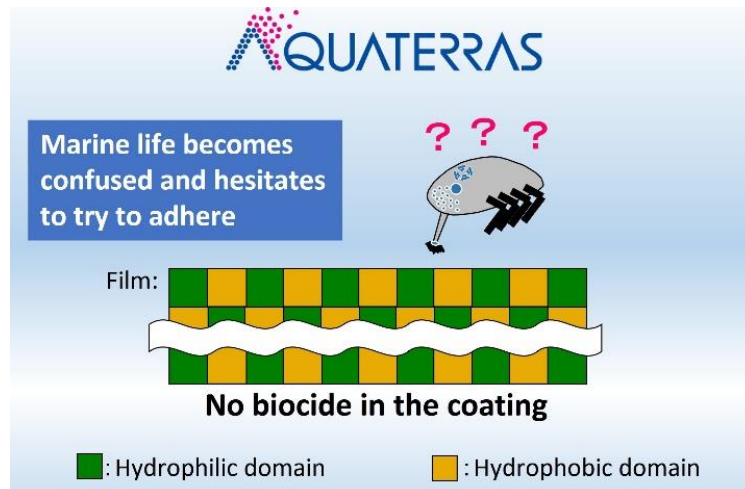 AQUATERRAS
Marine life becomes
confused and hesitates
to try to adhere
? ? ?
Film:
No biocide in the coating
: Hydrophilic domain
: Hydrophobic domain